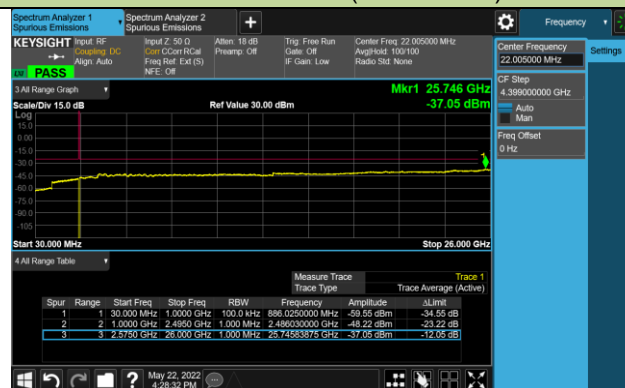 Spectrum Analyzer 1
Spurious Emissions
Spectrum Analyzer 2
Spurious Emissions
Frequency
KEYSIGHT Input: RF
Coupling: DC
Align: Auto
Input Z: 50 Ω
Corr CCorr RCal
Freq Ref: Ext (S)
NFE: Off
Atten: 18 dB
Preamp: Off
Trig: Free Run
Gate: Off
IF Gain: Low
Center Freq: 22.005000 MHz
Avg|Hold: 100/100
Radio Std: None
PASS
Center Frequency
22.005000 MHz
Settings
CF Step
4.399000000 GHz
Auto
Man
Freq Offset
0 Hz
3 All Range Graph
Mkr1 25.746 GHz
-37.05 dBm
Scale/Div 15.0 dB
Ref Value 30.00 dBm
Log
15.0
0.00
-15.0
-30.0
-45.0
-60.0
-75.0
-90.0
-105
1
Start 30.000 MHz
Stop 26.000 GHz
4 All Range Table
Measure Trace Trace 1
Trace Type Trace Average (Active)
Spur Range Start Freq Stop Freq RBW Frequency Amplitude ΔLimit
1 1 30.000 MHz 1.0000 GHz 100.0 kHz 886.0250000 MHz -59.55 dBm -34.55 dB
2 2 1.0000 GHz 2.4950 GHz 1.000 MHz 2.486030000 GHz -48.22 dBm -23.22 dB
3 3 2.5750 GHz 26.000 GHz 1.000 MHz 25.74583875 GHz -37.05 dBm -12.05 dB
May 22, 2022
4:28:32 PM